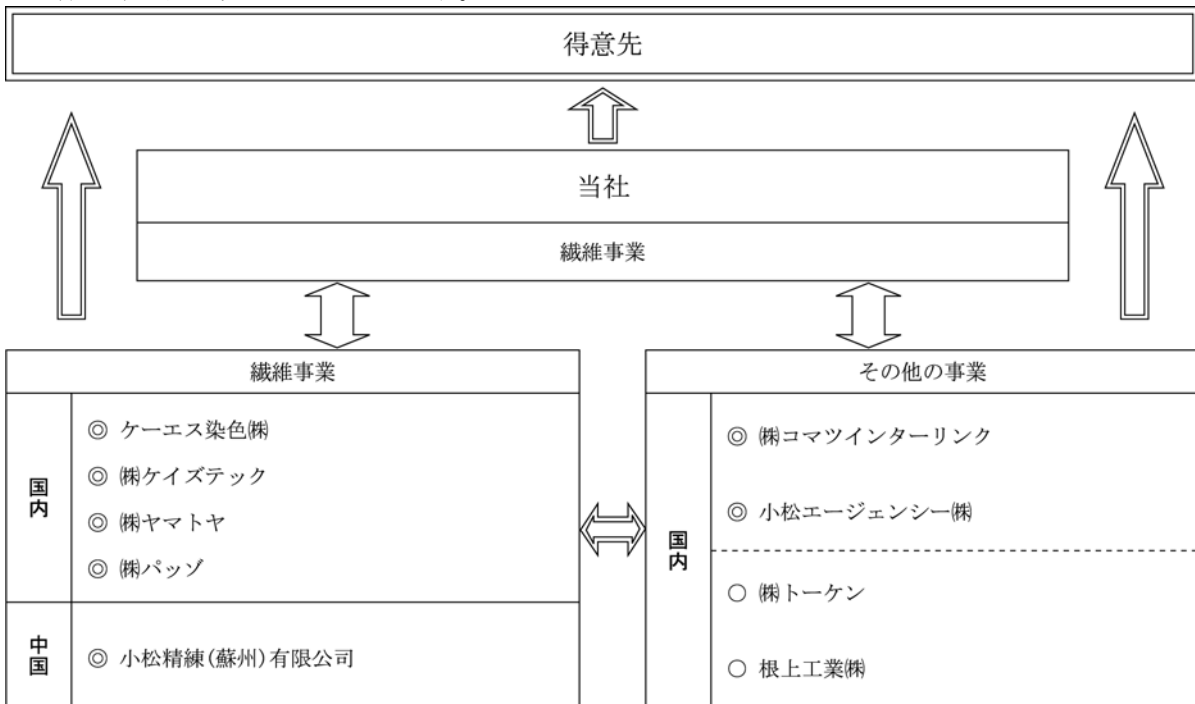 得意先
当社
繊維事業
繊維事業
国内
◎ ケーエス染色㈱
◎ ㈱ケイズテック
◎ ㈱ヤマトヤ
◎ ㈱パッゾ
中国
◎ 小松精練(蘇州)有限公司
その他の事業
国内
◎ ㈱コマツインターリンク
◎ 小松エージェンシー㈱
○ ㈱トーケン
○ 根上工業㈱